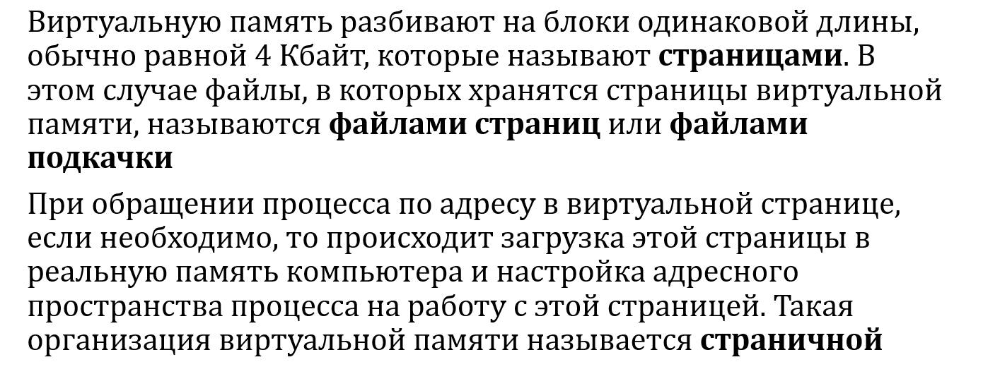 Виртуальную память разбивают на блоки одинаковой длины,
обычно равной 4 Кбайт, которые называют страницами. В
этом случае файлы, в которых хранятся страницы виртуальной
памяти, называются файлами страниц или файлами
подкачки
При обращении процесса по адресу в виртуальной странице,
если необходимо, то происходит загрузка этой страницы в
реальную память компьютера и настройка адресного
пространства процесса на работу с этой страницей. Такая
организация виртуальной памяти называется страничной